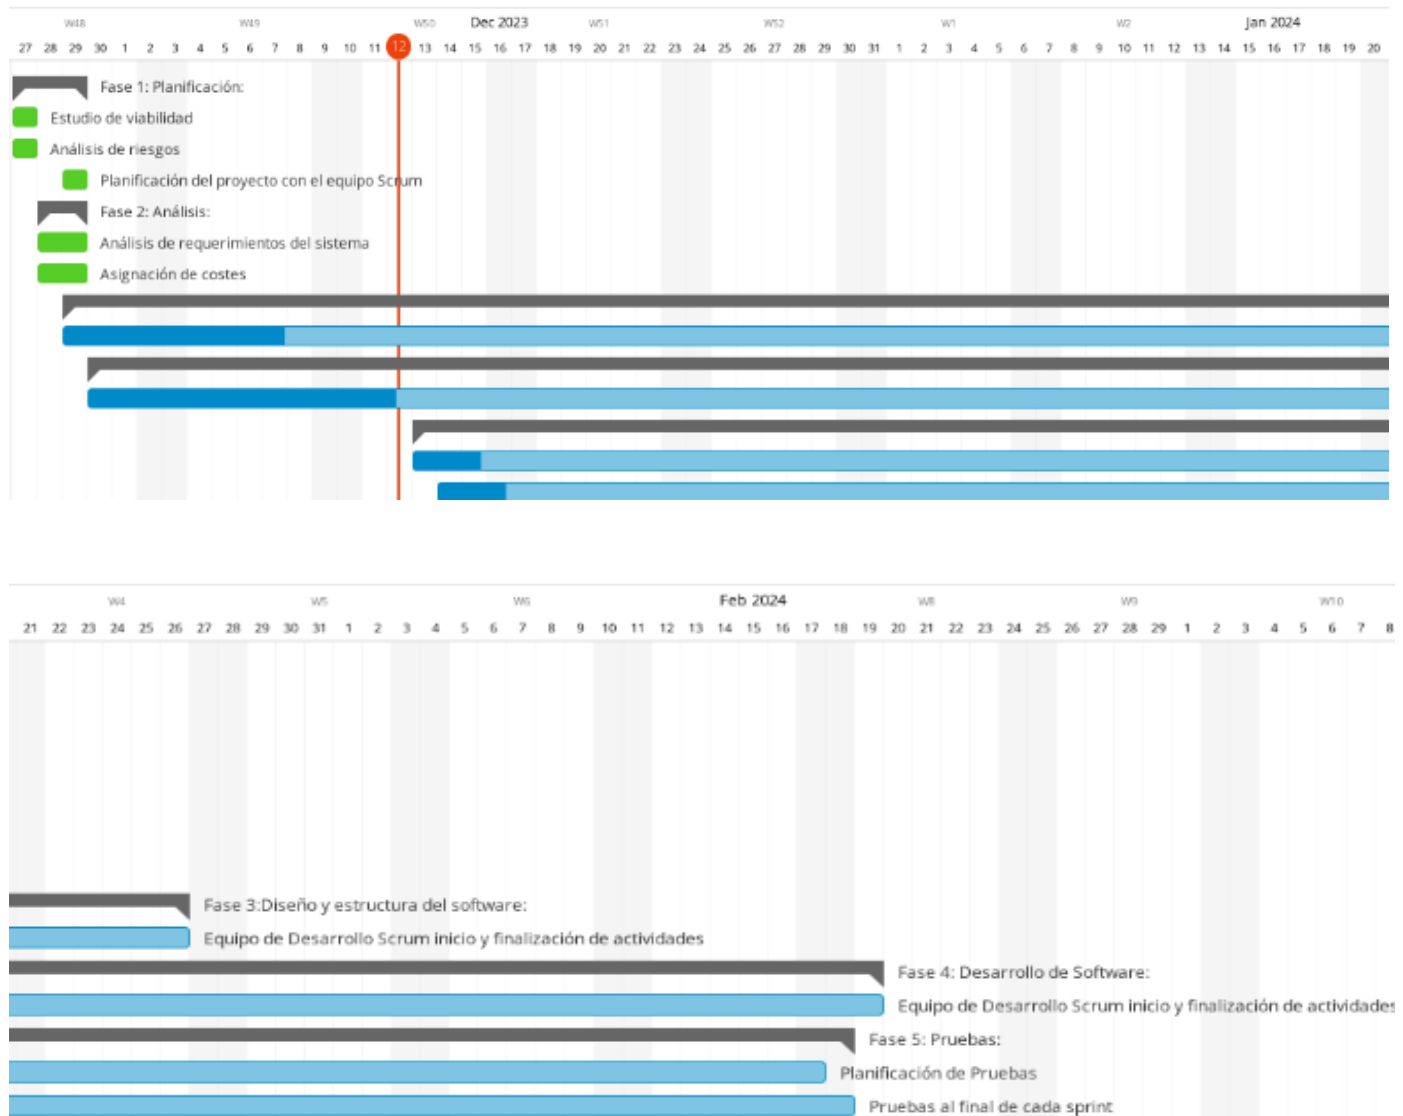 W48 W49 W50 Dec 2023 W51 W52 W1 W2 Jan 2024
27 28 29 30 1 2 3 4 5 6 7 8 9 10 11 12 13 14 15 16 17 18 19 20 21 22 23 24 25 26 27 28 29 30 31 1 2 3 4 5 6 7 8 9 10 11 12 13 14 15 16 17 18 19 20
Fase 1: Planificación:
Estudio de viabilidad
Análisis de riesgos
Planificación del proyecto con el equipo Scrum
Fase 2: Análisis:
Análisis de requerimientos del sistema
Asignación de costes
W4 W5 W6 Feb 2024 W8 W9 W10
21 22 23 24 25 26 27 28 29 30 31 1 2 3 4 5 6 7 8 9 10 11 12 13 14 15 16 17 18 19 20 21 22 23 24 25 26 27 28 29 1 2 3 4 5 6 7 8
Fase 3:Diseño y estructura del software:
Equipo de Desarrollo Scrum inicio y finalización de actividades
Fase 4: Desarrollo de Software:
Equipo de Desarrollo Scrum inicio y finalización de actividades
Fase 5: Pruebas:
Planificación de Pruebas
Pruebas al final de cada sprint